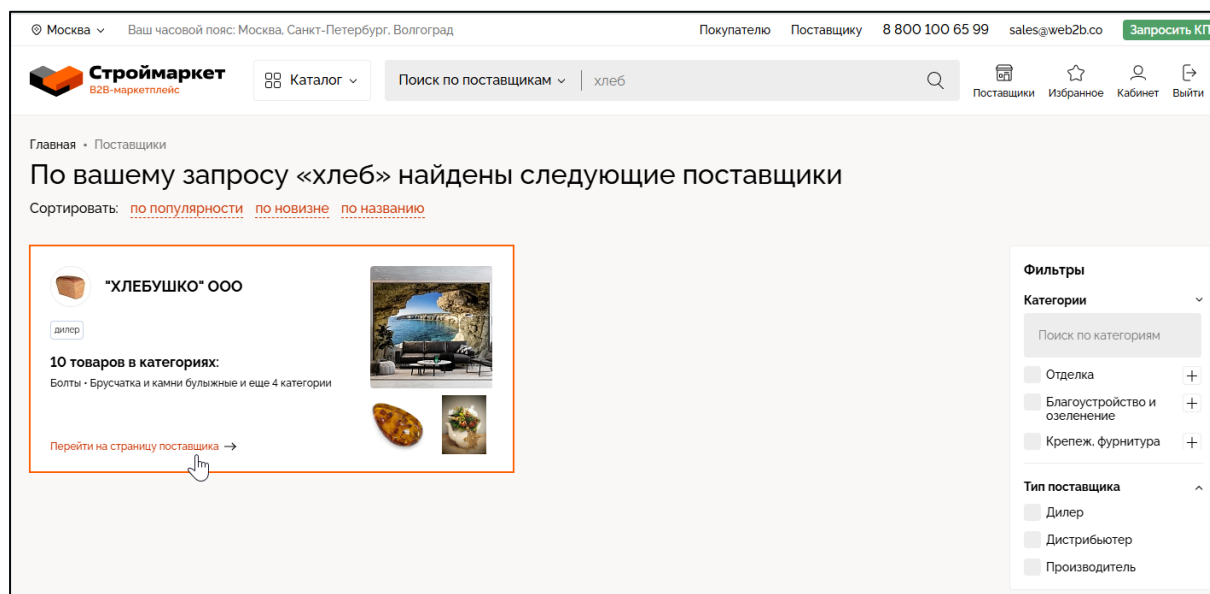 Москва
Ваш часовой пояс: Москва, Санкт-Петербург, Волгоград
Покупателю
Поставщику
8 800 100 65 99
sales@web2b.co
Запросить КП
Строймаркет
B2B-маркетплейс
Каталог
Поиск по поставщикам
хлеб
Поставщики
Избранное
Кабинет
Выйти
Главная • Поставщики
По вашему запросу «хлеб» найдены следующие поставщики
Сортировать: по популярности по новизне по названию
"ХЛЕБУШКО" ООО
дилер
10 товаров в категориях:
Болты • Брусчатка и камни булыжные и еще 4 категории
Перейти на страницу поставщика →
Фильтры
Категории
Поиск по категориям
Отделка
Благоустройство и
озеленение
Крепеж, фурнитура
Тип поставщика
Дилер
Дистрибьютер
Производитель